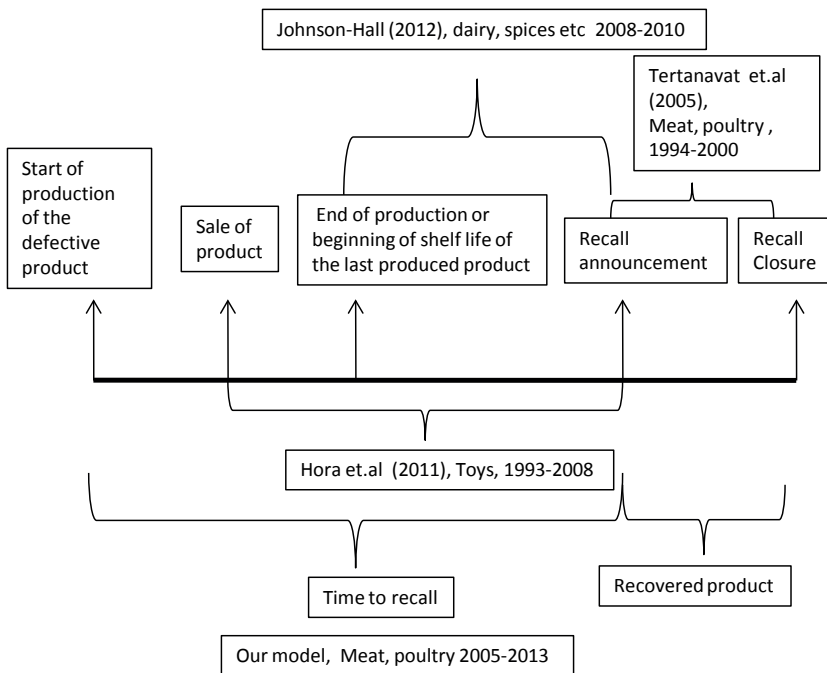 Johnson-Hall (2012), dairy, spices etc 2008-2010
Tertanavat et.al
(2005),
Meat, poultry ,
1994-2000
Start of
production
of the
defective
product
Sale of
product
End of production or
beginning of shelf life of
the last produced product
Recall
announcement
Recall
Closure
Hora et.al (2011), Toys, 1993-2008
Time to recall
Recovered product
Our model, Meat, poultry 2005-2013